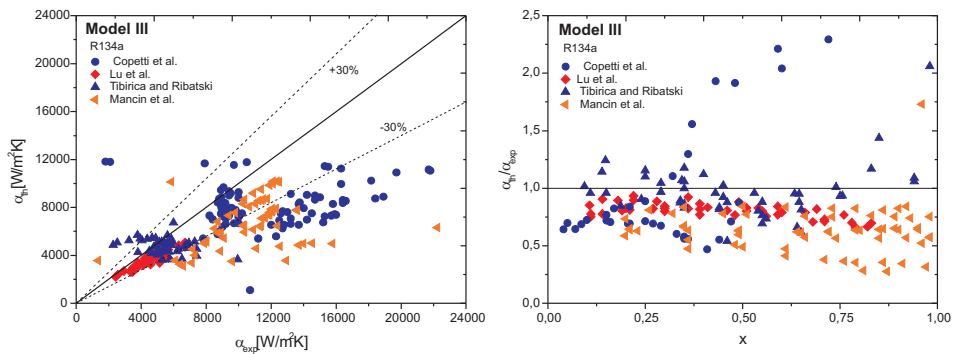 Model III
R134a
Copetti et al.
Lu et al.
Tibirica and Ribatski
Mancin et al.
+30%
-30%
24000
20000
16000
12000
8000
4000
0
0 4000 8000 12000 16000 20000 24000
α_th[W/m²K]
α_exp[W/m²K]
Model III
R134a
Copetti et al.
Lu et al.
Tibirica and Ribatski
Mancin et al.
2,5
2,0
1,5
1,0
0,5
0,0
0,00 0,25 0,50 0,75 1,00
α_th/α_exp
x